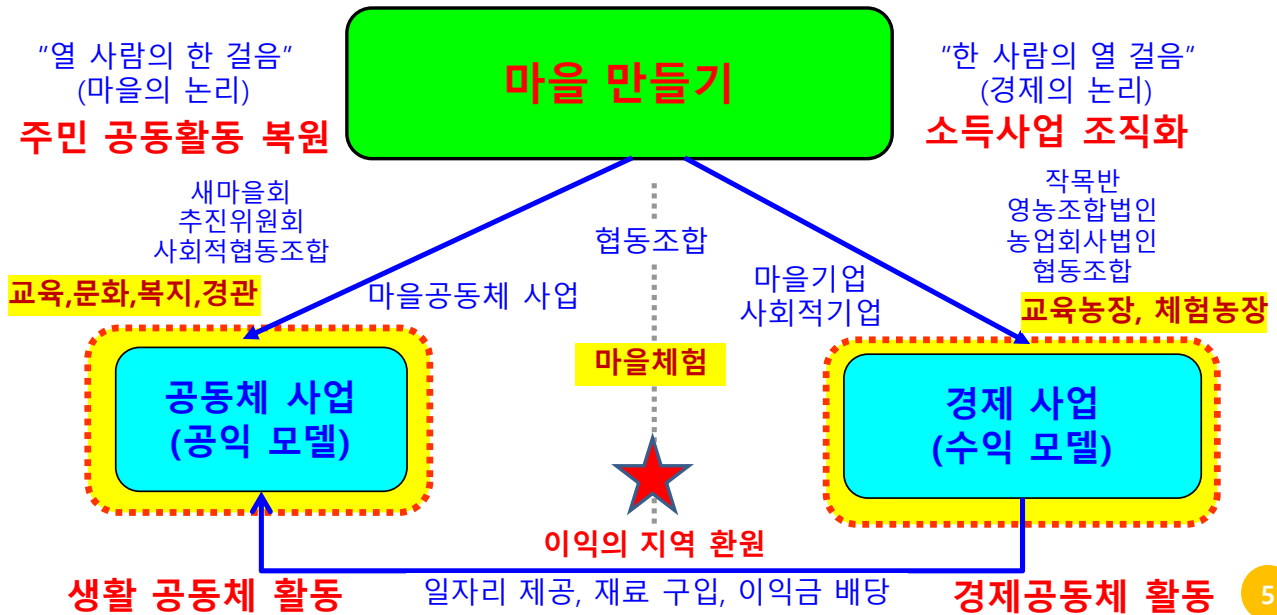 마을 만들기
"열 사람의 한 걸음"
(마을의 논리)
주민 공동활동 복원
"한 사람의 열 걸음"
(경제의 논리)
소득사업 조직화
새마을회
추진위원회
사회적협동조합
교육,문화,복지,경관
마을공동체 사업
협동조합
마을기업
사회적기업
작목반
영농조합법인
농업회사법인
협동조합
교육농장, 체험농장
마을체험
공동체 사업
(공익 모델)
경제 사업
(수익 모델)
이익의 지역 환원
일자리 제공, 재료 구입, 이익금 배당
생활 공동체 활동
경제공동체 활동
5